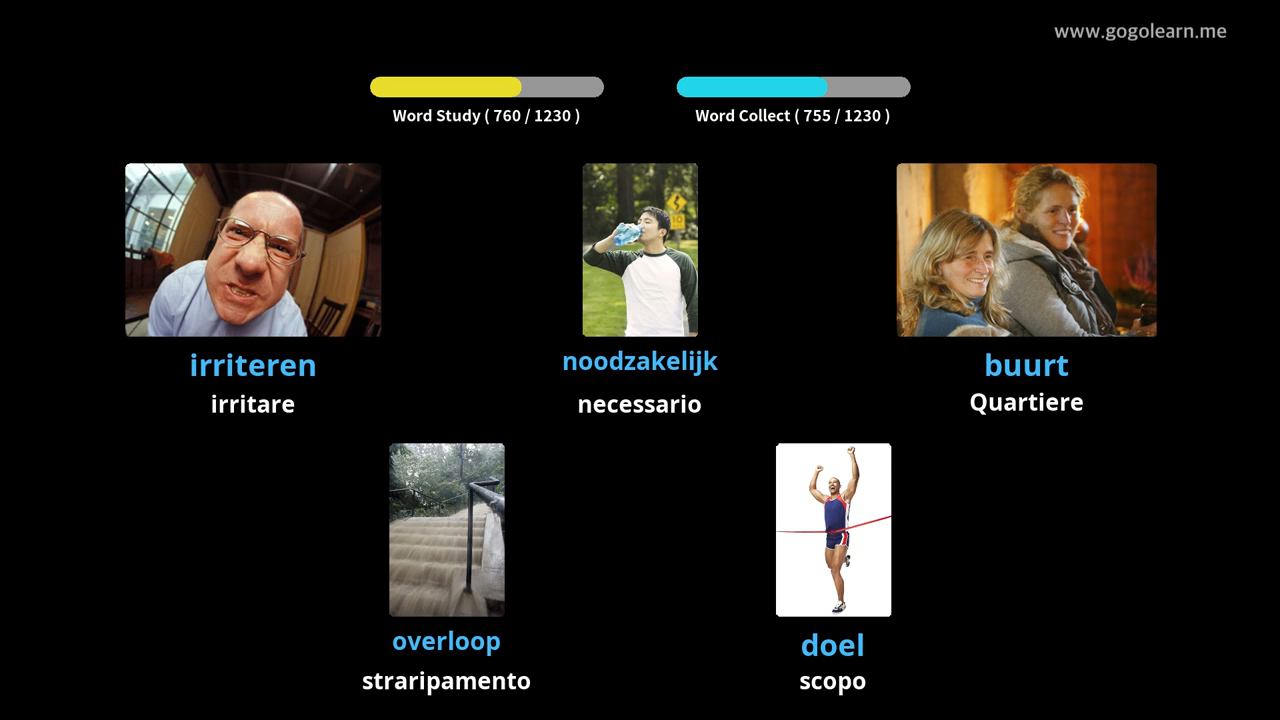 www.gogolearn.me
Word Study ( 760 / 1230 )
Word Collect ( 755 / 1230 )
irriteren
irritare
noodzakelijk
necessario
buurt
Quartiere
overloop
straripamento
doel
scopo